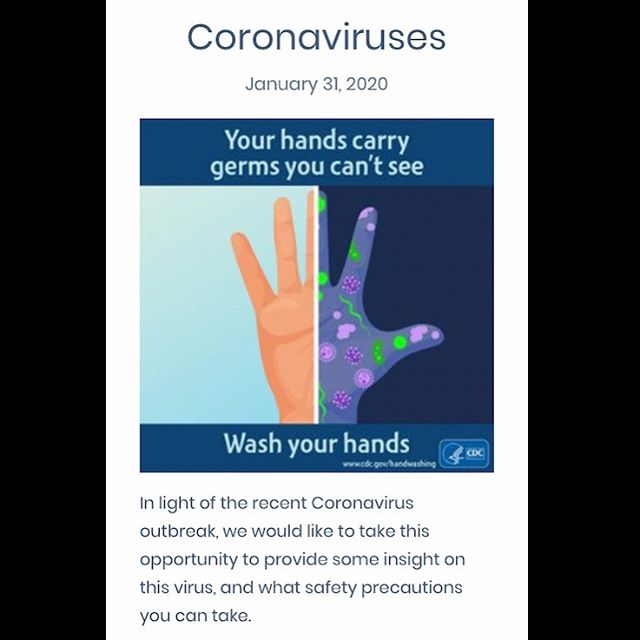 Coronaviruses
January 31, 2020
Your hands carry
germs you can't see
Wash your hands
www.cdc.gov/handwashing
CDC
In light of the recent Coronavirus
outbreak, we would like to take this
opportunity to provide some insight on
this virus, and what safety precautions
you can take.